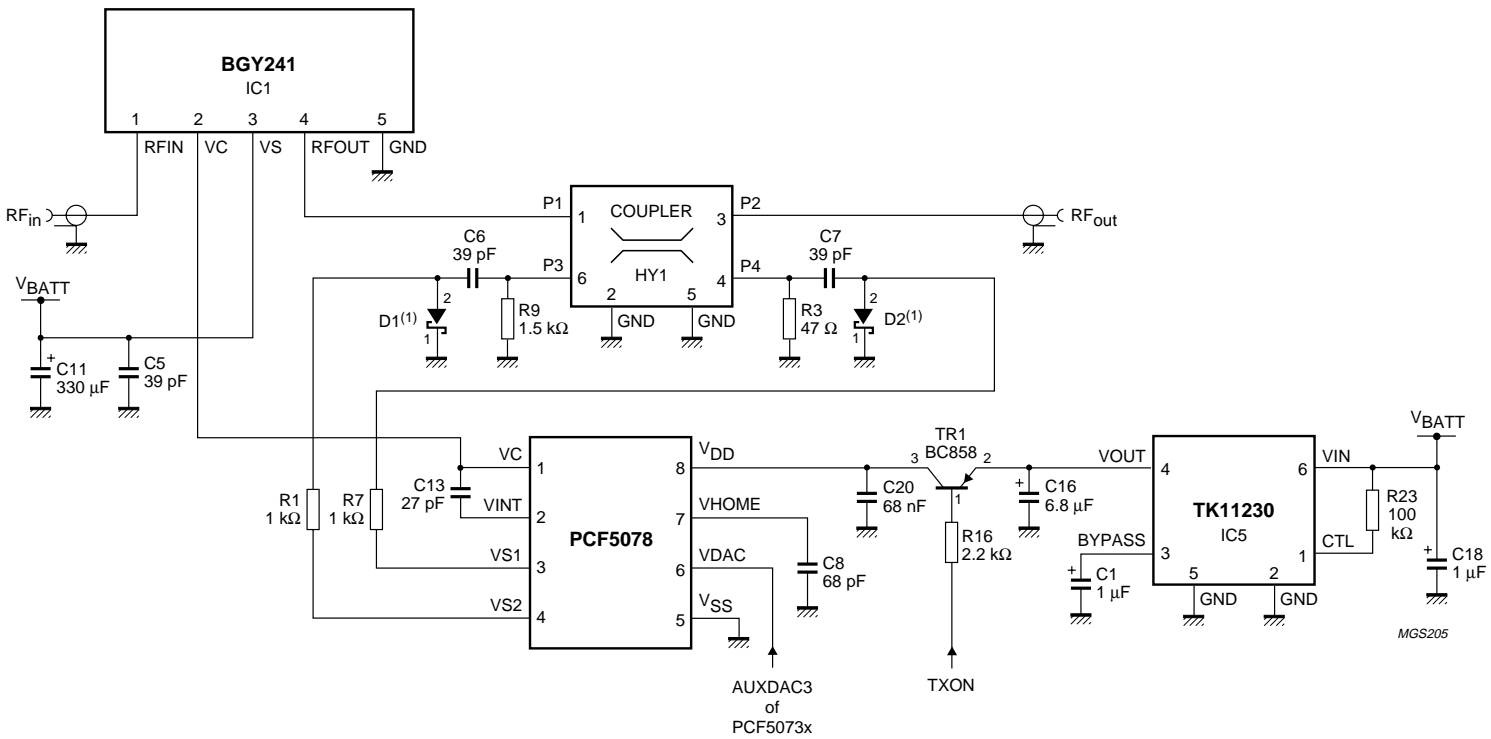 BGY241
IC1
1 2 3 4 5
RFIN VC VS RFOUT GND
RFin
RFout
P1 1 COUPLER 3 P2
P3 6 HY1 4 P4
2 5
GND GND
C6
39 pF
C7
39 pF
D1(1) 2 1
R9
1.5 kΩ
R3
47 Ω
2 1 D2(1)
VBATT
+ C11
330 μF
C5
39 pF
R1
1 kΩ
R7
1 kΩ
C13
27 pF
PCF5078
VC 1
VINT 2
VS1 3
VS2 4
8 VDD
7 VHOME
6 VDAC
5 VSS
C8
68 pF
AUXDAC3
of
PCF5073x
C20
68 nF
TR1
BC858
3 2
1
R16
2.2 kΩ
TXON
+ C16
6.8 μF
VOUT 4
BYPASS 3
TK11230
IC5
6 VIN
1 CTL
5 2
GND GND
+ C1
1 μF
VBATT
R23
100
kΩ
+ C18
1 μF
MGS205